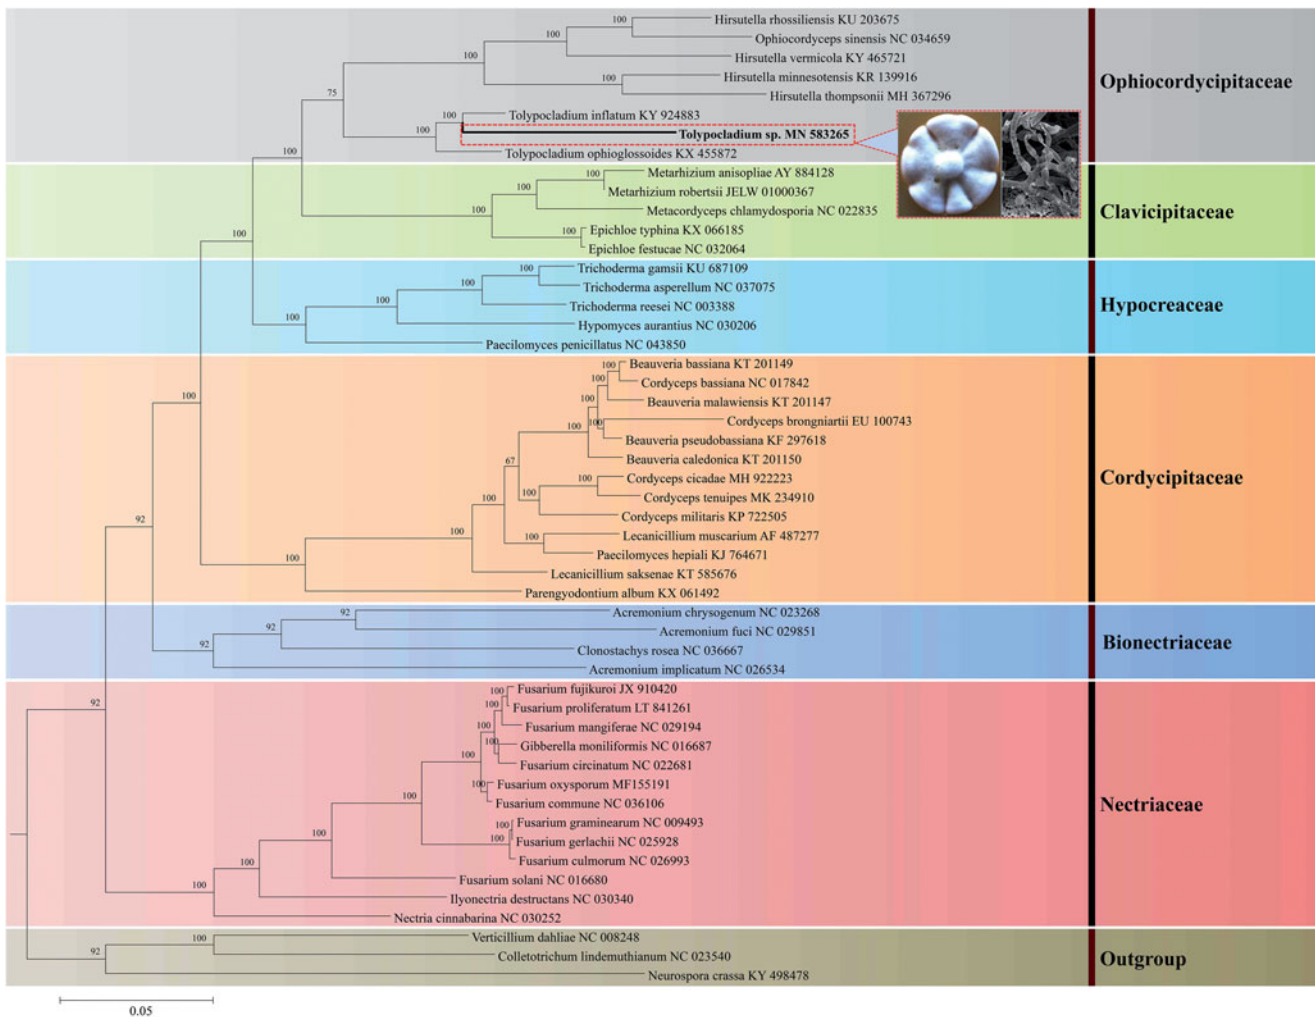 Hirsutella rhossiliensis KU 203675
100
Ophiocordyceps sinensis NC 034659
100
Hirsutella vermicola KY 465721
100
Hirsutella minnesotensis KR 139916
100
Hirsutella thompsonii MH 367296
Ophiocordycipitaceae
75
Tolypocladium inflatum KY 924883
100
Tolypocladium sp. MN 583265
100
Tolypocladium ophioglossoides KX 455872
100
Metarhizium anisopliae AY 884128
100
Metarhizium robertsii JELW 01000367
100
Metacordyceps chlamydosporia NC 022835
100
Epichloe typhina KX 066185
100
Epichloe festucae NC 032064
Clavicipitaceae
100
Trichoderma gamsii KU 687109
100
Trichoderma asperellum NC 037075
100
Trichoderma reesei NC 003388
100
Hypomyces aurantius NC 030206
100
Paecilomyces penicillatus NC 043850
Hypocreaceae
100
Beauveria bassiana KT 201149
100
Cordyceps bassiana NC 017842
100
Beauveria malawiensis KT 201147
100
Cordyceps brongniartii EU 100743
100
Beauveria pseudobassiana KF 297618
100
Beauveria caledonica KT 201150
67
Cordyceps cicadae MH 922223
100
Cordyceps tenuipes MK 234910
100
Cordyceps militaris KP 722505
100
Lecanicillium muscarium AF 487277
100
Paecilomyces hepiali KJ 764671
100
Lecanicillium saksenae KT 585676
100
Parengyodontium album KX 061492
Cordycipitaceae
92
Acremonium chrysogenum NC 023268
92
Acremonium fuci NC 029851
92
Clonostachys rosea NC 036667
92
Acremonium implicatum NC 026534
Bionectriaceae
92
Fusarium fujikuroi JX 910420
100
Fusarium proliferatum LT 841261
100
Fusarium mangiferae NC 029194
100
Gibberella moniliformis NC 016687
100
Fusarium circinatum NC 022681
100
Fusarium oxysporum MF155191
100
Fusarium commune NC 036106
100
Fusarium graminearum NC 009493
100
Fusarium gerlachii NC 025928
100
Fusarium culmorum NC 026993
100
Fusarium solani NC 016680
100
Ilyonectria destructans NC 030340
100
Nectria cinnabarina NC 030252
Nectriaceae
Verticillium dahliae NC 008248
100
Colletotrichum lindemuthianum NC 023540
92
Neurospora crassa KY 498478
Outgroup
0.05